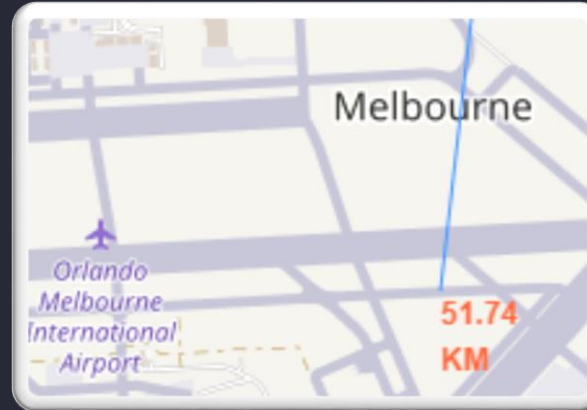 Melbourne
Orlando
Melbourne
International
Airport
51.74
KM